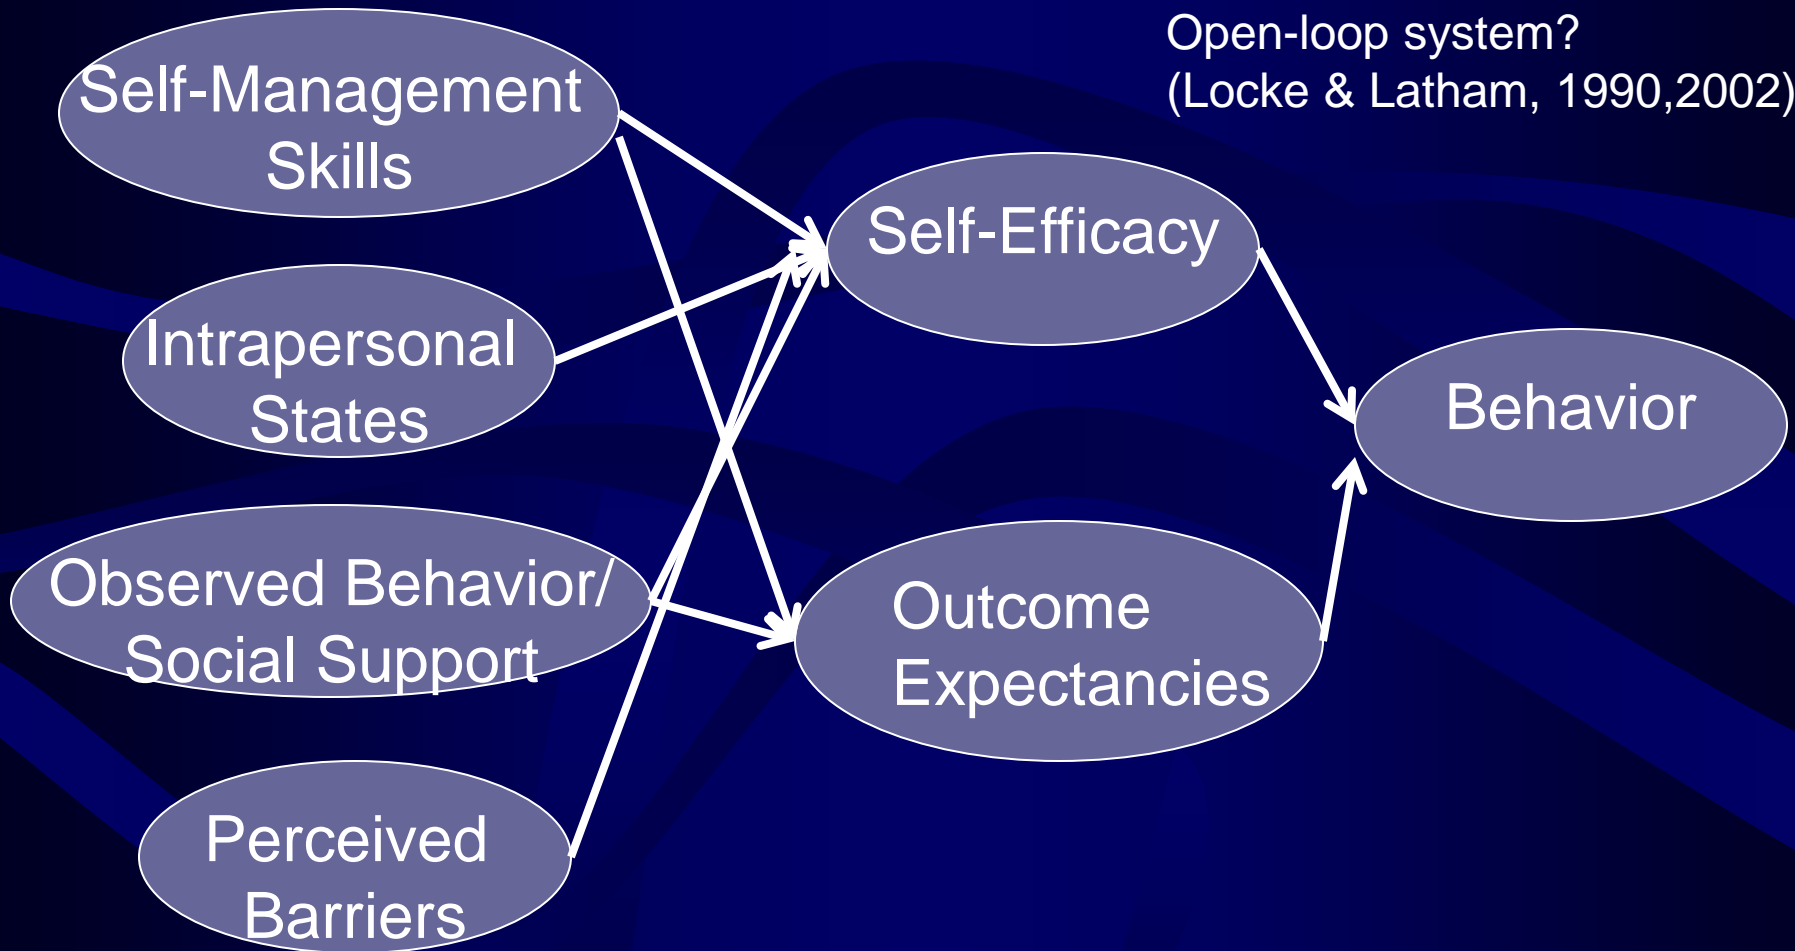 Open-loop system?
(Locke & Latham, 1990,2002)
Self-Management
Skills
Self-Efficacy
Intrapersonal
States
Behavior
Observed Behavior/
Social Support
Outcome
Expectancies
Perceived
Barriers